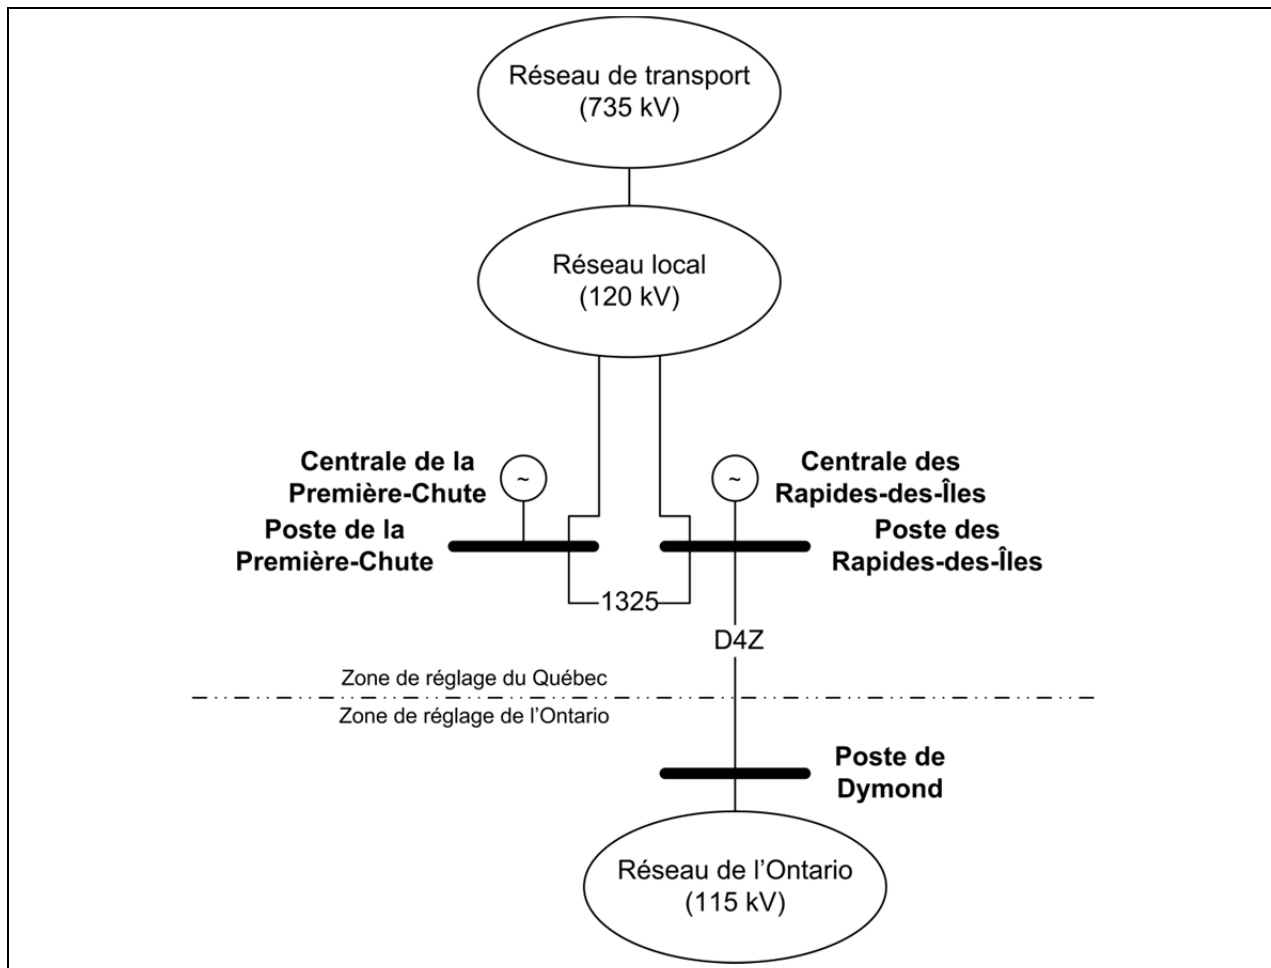 Réseau de transport
(735 kV)
Réseau local
(120 kV)
Centrale de la
Première-Chute
~
~
Centrale des
Rapides-des-Îles
Poste de la
Première-Chute
Poste des
Rapides-des-Îles
1325
D4Z
Zone de réglage du Québec
Zone de réglage de l'Ontario
Poste de
Dymond
Réseau de l'Ontario
(115 kV)